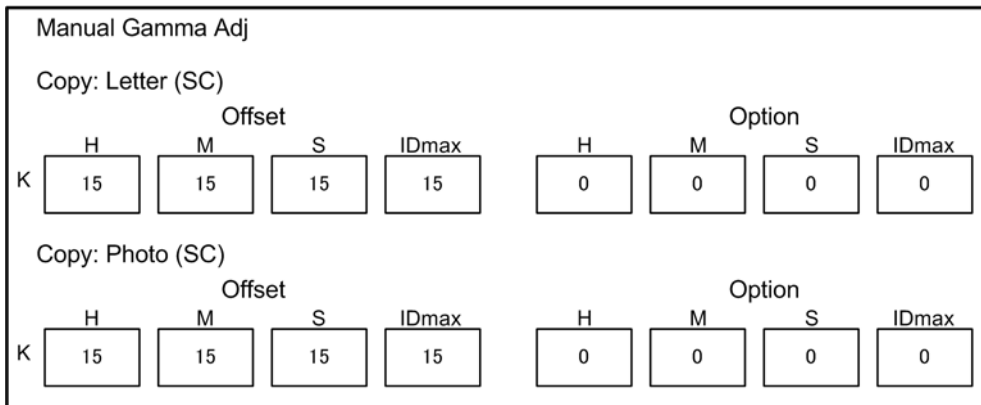 Manual Gamma Adj
Copy: Letter (SC)
Offset Option
H M S IDmax H M S IDmax
K 15 15 15 15 0 0 0 0
Copy: Photo (SC)
Offset Option
H M S IDmax H M S IDmax
K 15 15 15 15 0 0 0 0